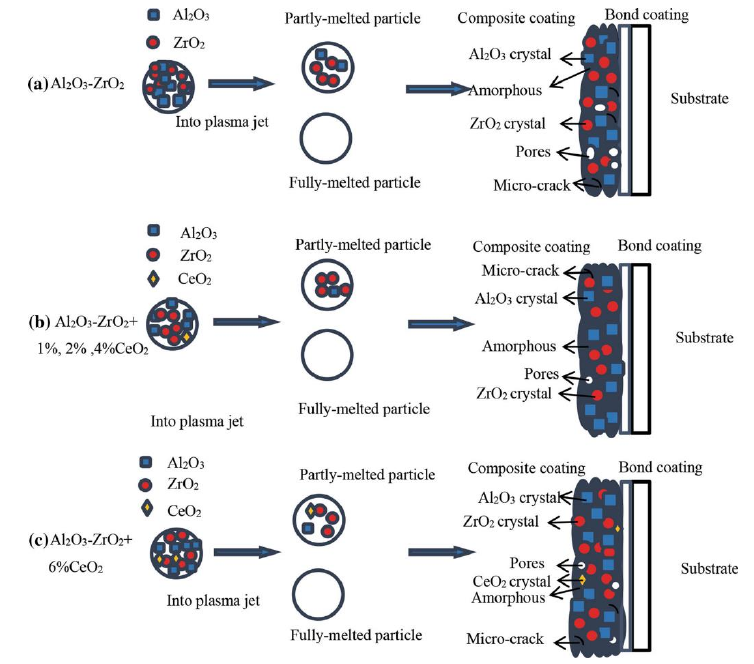 Al₂O₃
ZrO₂
Partly-melted particle
Composite coating
Bond coating
(a) Al₂O₃-ZrO₂
Into plasma jet
Fully-melted particle
Al₂O₃ crystal
Amorphous
ZrO₂ crystal
Pores
Micro-crack
Substrate
Al₂O₃
ZrO₂
CeO₂
Partly-melted particle
Composite coating
Bond coating
(b) Al₂O₃-ZrO₂+
1%, 2% ,4%CeO₂
Into plasma jet
Fully-melted particle
Micro-crack
Al₂O₃ crystal
Amorphous
Pores
ZrO₂ crystal
Substrate
Al₂O₃
ZrO₂
CeO₂
Partly-melted particle
Composite coating
Bond coating
(c) Al₂O₃-ZrO₂+
6%CeO₂
Into plasma jet
Fully-melted particle
Al₂O₃ crystal
ZrO₂ crystal
Pores
CeO₂ crystal
Amorphous
Micro-crack
Substrate